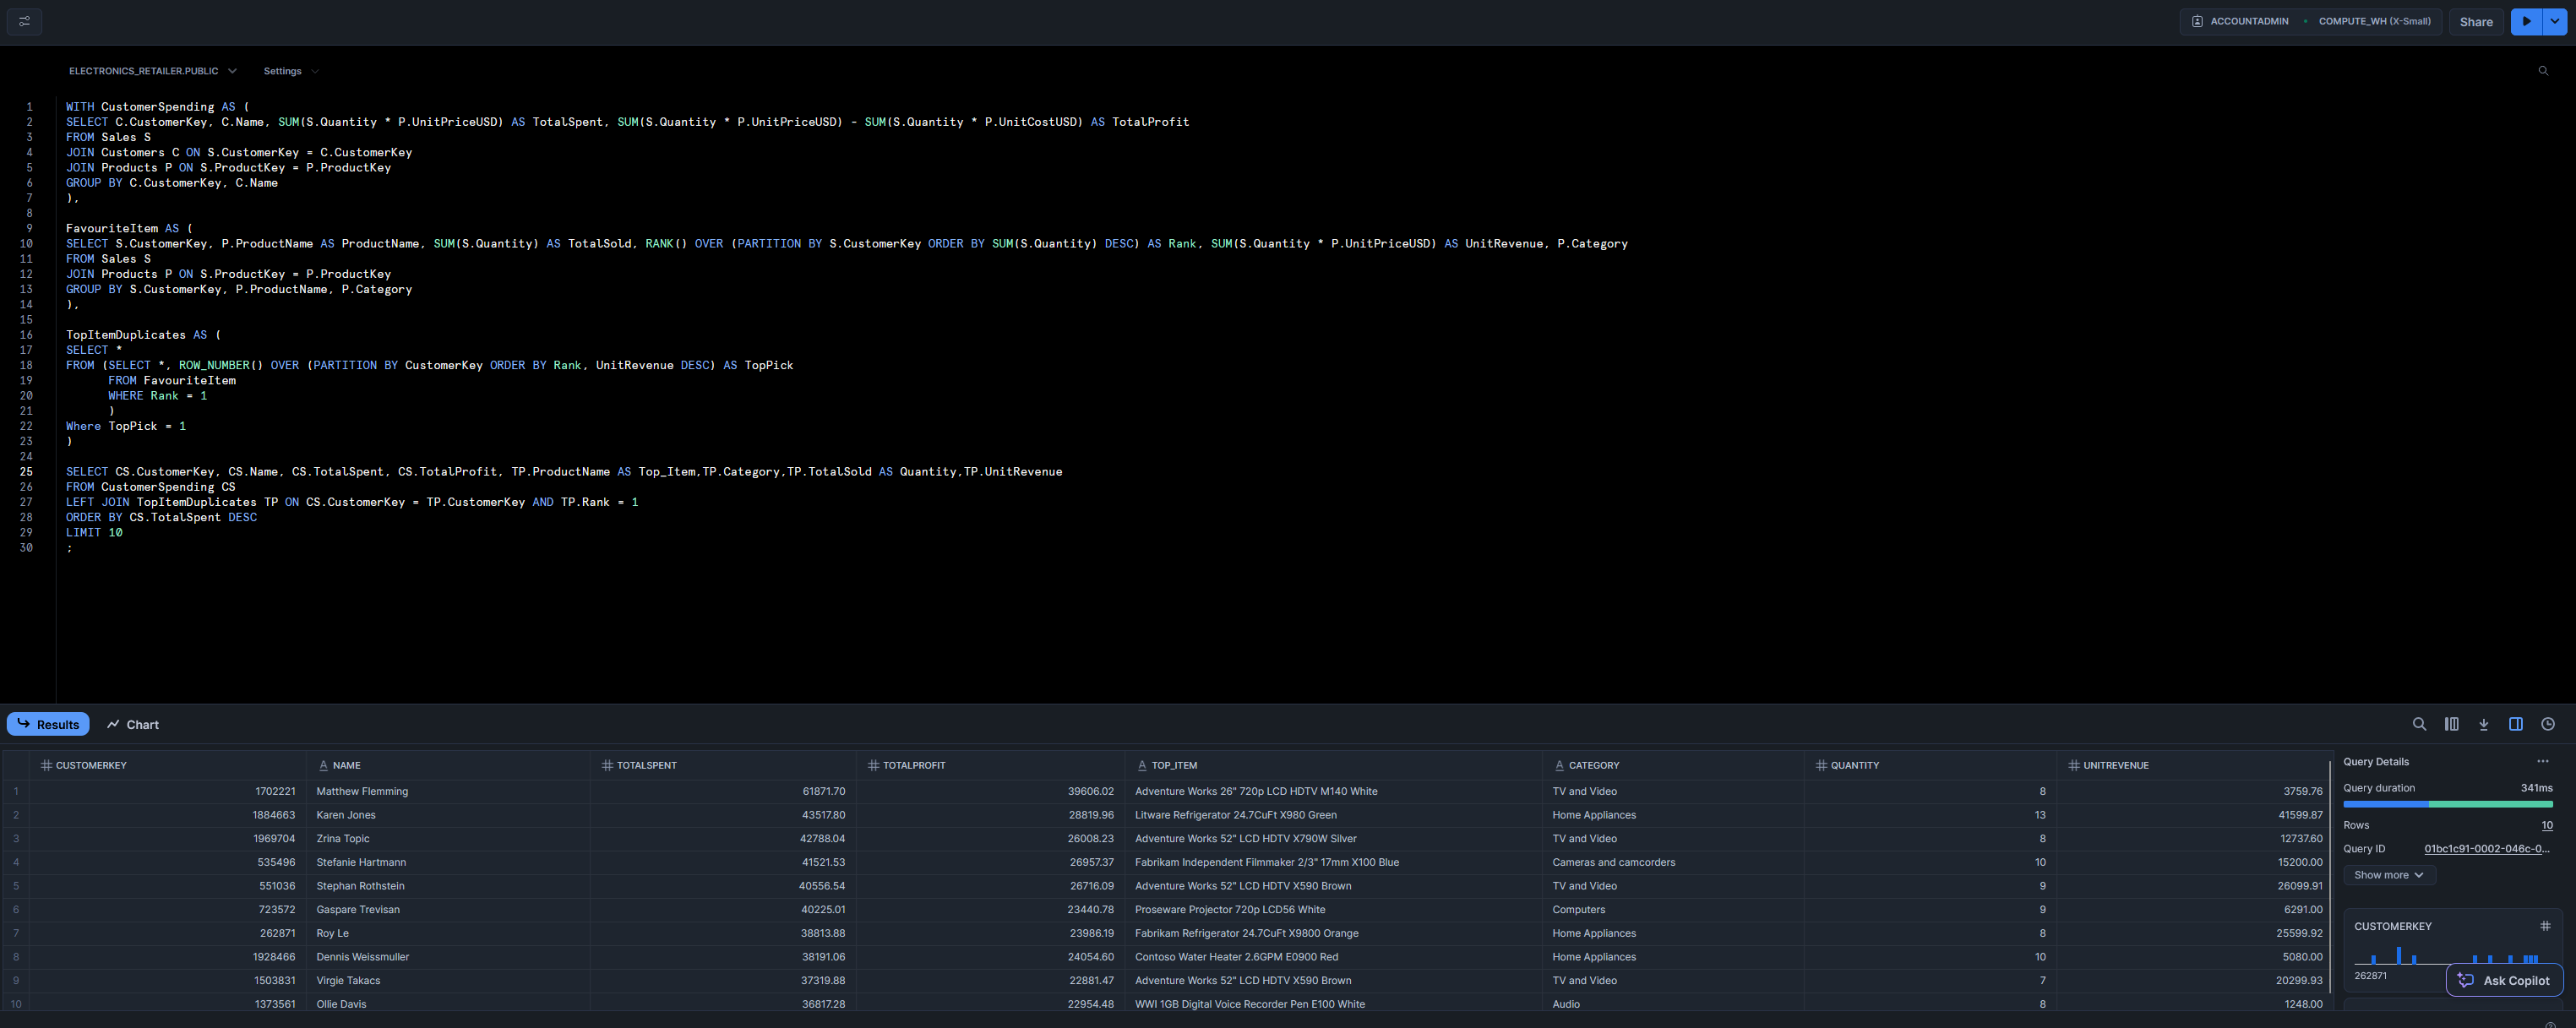 ACCOUNTADMIN • COMPUTE_WH (X-Small) Share
ELECTRONICS_RETAILER.PUBLIC Settings
1 WITH CustomerSpending AS (
2 SELECT C.CustomerKey, C.Name, SUM(S.Quantity * P.UnitPriceUSD) AS TotalSpent, SUM(S.Quantity * P.UnitPriceUSD) - SUM(S.Quantity * P.UnitCostUSD) AS TotalProfit
3 FROM Sales S
4 JOIN Customers C ON S.CustomerKey = C.CustomerKey
5 JOIN Products P ON S.ProductKey = P.ProductKey
6 GROUP BY C.CustomerKey, C.Name
7 ),
8
9 FavouriteItem AS (
10 SELECT S.CustomerKey, P.ProductName AS ProductName, SUM(S.Quantity) AS TotalSold, RANK() OVER (PARTITION BY S.CustomerKey ORDER BY SUM(S.Quantity) DESC) AS Rank, SUM(S.Quantity * P.UnitPriceUSD) AS UnitRevenue, P.Category
11 FROM Sales S
12 JOIN Products P ON S.ProductKey = P.ProductKey
13 GROUP BY S.CustomerKey, P.ProductName, P.Category
14 ),
15
16 TopItemDuplicates AS (
17 SELECT *
18 FROM (SELECT *, ROW_NUMBER() OVER (PARTITION BY CustomerKey ORDER BY Rank, UnitRevenue DESC) AS TopPick
19 FROM FavouriteItem
20 WHERE Rank = 1
21 )
22 Where TopPick = 1
23 )
24
25 SELECT CS.CustomerKey, CS.Name, CS.TotalSpent, CS.TotalProfit, TP.ProductName AS Top_Item,TP.Category,TP.TotalSold AS Quantity,TP.UnitRevenue
26 FROM CustomerSpending CS
27 LEFT JOIN TopItemDuplicates TP ON CS.CustomerKey = TP.CustomerKey AND TP.Rank = 1
28 ORDER BY CS.TotalSpent DESC
29 LIMIT 10
30 ;
Results Chart
# CUSTOMERKEY A NAME # TOTALSPENT # TOTALPROFIT A TOP_ITEM A CATEGORY # QUANTITY # UNITREVENUE
1 1702221 Matthew Flemming 61871.70 39606.02 Adventure Works 26" 720p LCD HDTV M140 White TV and Video 8 3759.76
2 1884663 Karen Jones 43517.80 28819.96 Litware Refrigerator 24.7CuFt X980 Green Home Appliances 13 41599.87
3 1969704 Zrina Topic 42788.04 26008.23 Adventure Works 52" LCD HDTV X790W Silver TV and Video 8 12737.60
4 535496 Stefanie Hartmann 41521.53 26957.37 Fabrikam Independent Filmmaker 2/3" 17mm X100 Blue Cameras and camcorders 10 15200.00
5 551036 Stephan Rothstein 40556.54 26716.09 Adventure Works 52" LCD HDTV X590 Brown TV and Video 9 26099.91
6 723572 Gaspare Trevisan 40225.01 23440.78 Proseware Projector 720p LCD56 White Computers 9 6291.00
7 262871 Roy Le 38813.88 23986.19 Fabrikam Refrigerator 24.7CuFt X9800 Orange Home Appliances 8 25599.92
8 1928466 Dennis Weissmuller 38191.06 24054.60 Contoso Water Heater 2.6GPM E0900 Red Home Appliances 10 5080.00
9 1503831 Virgie Takacs 37319.88 22881.47 Adventure Works 52" LCD HDTV X590 Brown TV and Video 7 20299.93
10 1373561 Ollie Davis 36817.28 22954.48 WWI 1GB Digital Voice Recorder Pen E100 White Audio 8 1248.00
Query Details ...
Query duration 341ms
Rows 10
Query ID 01bc1c91-0002-046c-0...
Show more
CUSTOMERKEY #
262871
Ask Copilot